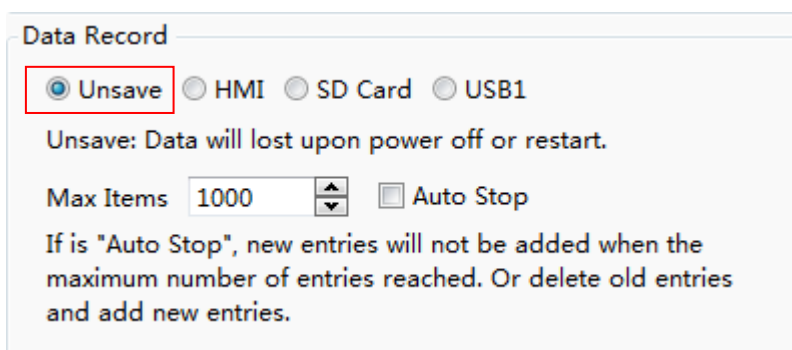 Data Record
Unsave HMI SD Card USB1
Unsave: Data will lost upon power off or restart.
Max Items 1000 Auto Stop
If is "Auto Stop", new entries will not be added when the
maximum number of entries reached. Or delete old entries
and add new entries.